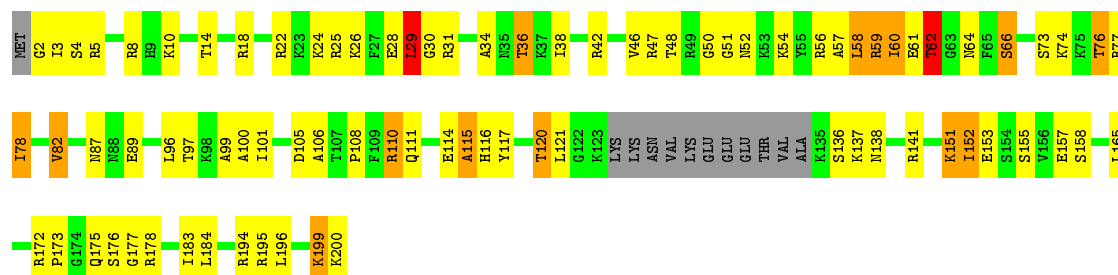 MET G2 I3 S4 R5 R8 H9 K10 T14 R18 R22 K23 K24 R25 K26 F27 E28 L29 G30 R31 A34 N35 T36 K37 I38 R42 V46 R47 T48 R49 G50 G51 N52 K53 K54 Y55 R56 A57 L58 R59 I60 E61 T62 G63 N64 F65 S66 S73 K74 K75 T76 R77
I78 V82 N87 N88 E89 L96 T97 K98 A99 A100 I101 D105 A106 T107 P108 F109 R110 Q111 E114 A115 H116 Y117 T120 L121 G122 K123 LYS LYS ASN VAL LYS GLU GLU GLU THR VAL ALA K135 S136 K137 N138 R141 K151 I152 E153 S154 S155 V156 E157 S158 L165
R172 P173 G174 Q175 S176 G177 R178 I183 L184 R194 R195 L196 K199 K200